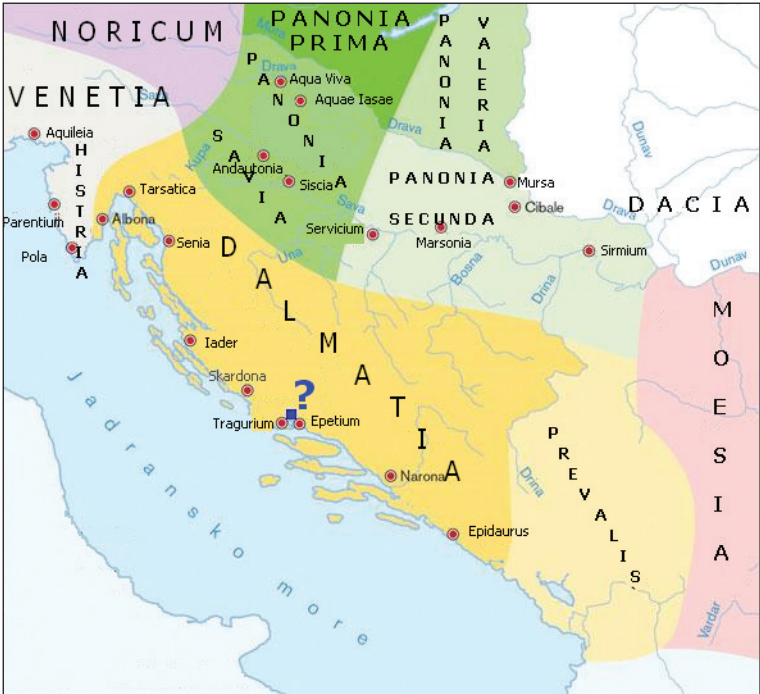 NORICUM
PANONIA
PRIMA
PANONIA
VALERIA
Mura
Drava
Aqua Viva
PANONIA
SAVIA
VENETIA
Sava
Aquae Iasae
Drava
Dunav
Aquileia
HISTRIA
Kupa
Andautonia
Siscia
PANONIA
SECUNDA
Mursa
Cibale
Drava
DACIA
Tarsatica
Parentium
Albona
Sava
Servicium
Marsonia
Pola
Senia
Una
Bosna
Drina
Sirmium
Dunav
DALMATIA
MOESIA
Iader
Skardona
?
Tragurium
Epetium
PREVALIS
Narona
Drina
Epidaurus
Jadransko more
Vardar